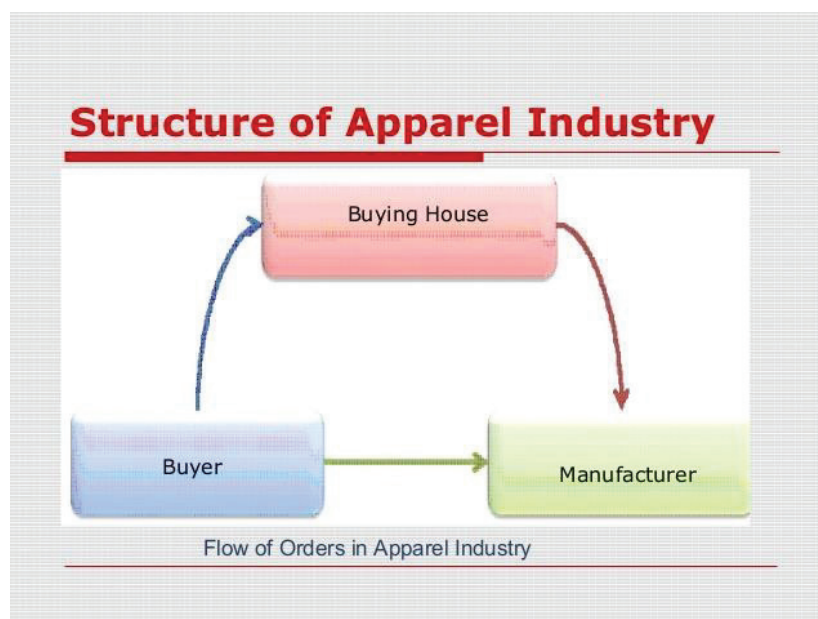 Structure of Apparel Industry
Buying House
Buyer
Manufacturer
Flow of Orders in Apparel Industry